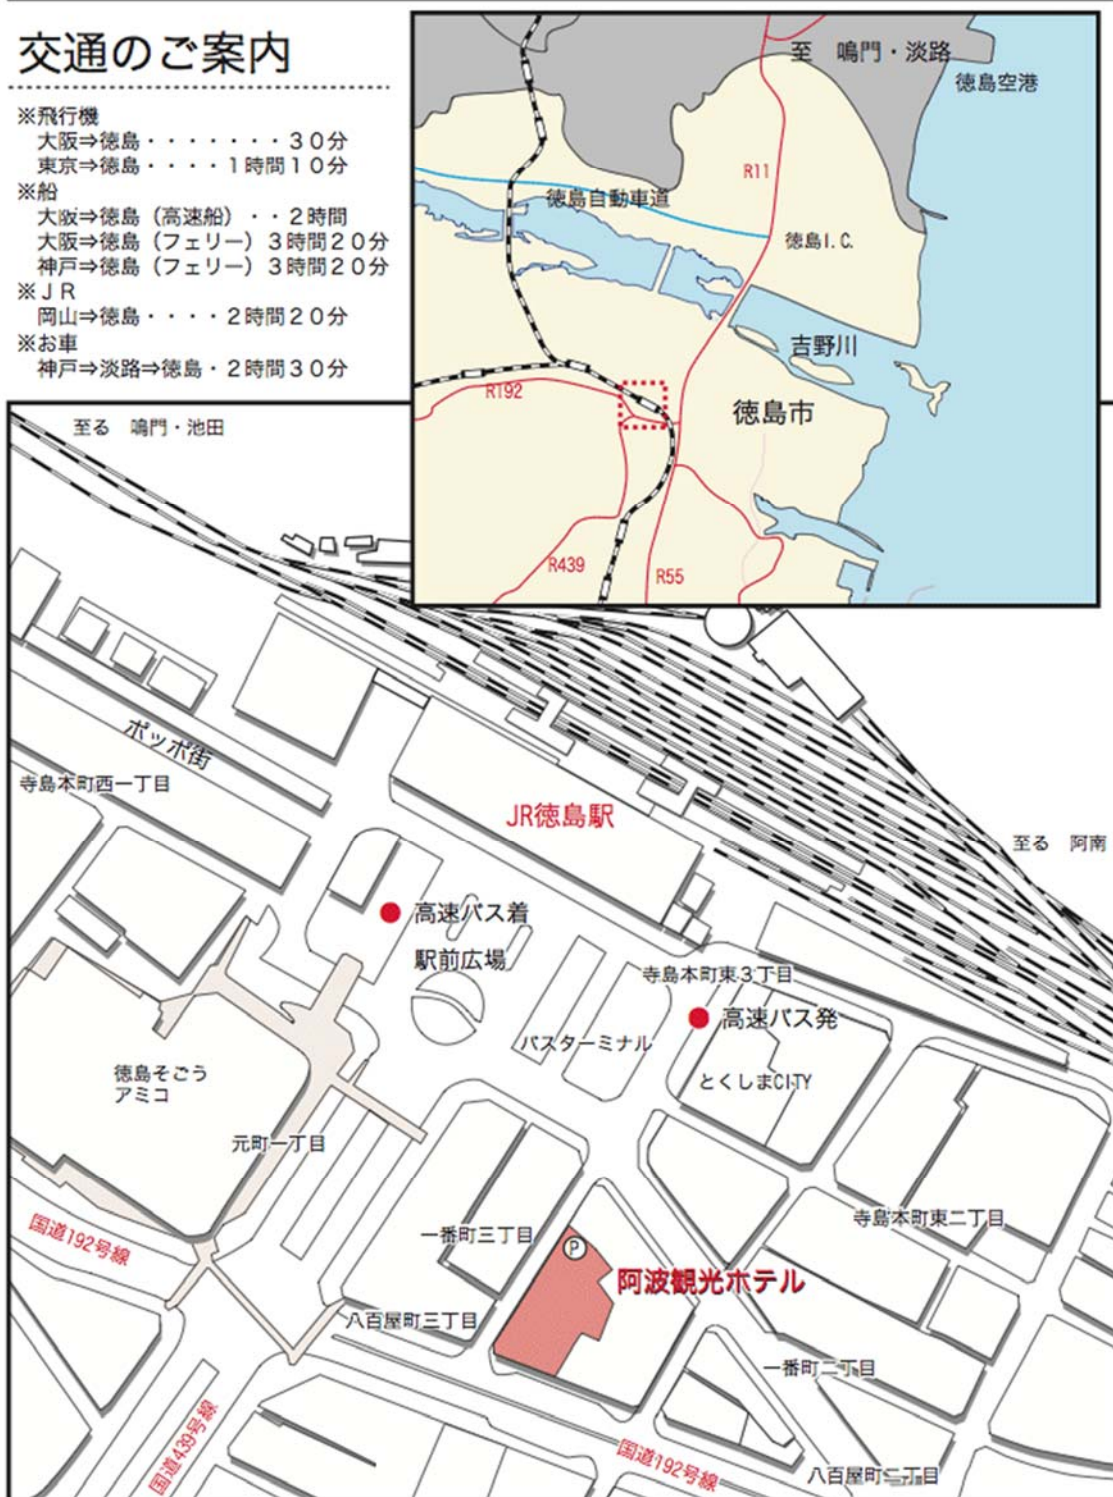 交通のご案内
※飛行機
大阪⇒徳島・・・・・・・３０分
東京⇒徳島・・・・１時間１０分
※船
大阪⇒徳島（高速船）・・２時間
大阪⇒徳島（フェリー）３時間２０分
神戸⇒徳島（フェリー）３時間２０分
※ＪＲ
岡山⇒徳島・・・・２時間２０分
※お車
神戸⇒淡路⇒徳島・２時間３０分
至　鳴門・淡路
徳島空港
R11
徳島自動車道
徳島I.C.
吉野川
R192
徳島市
R439
R55
至る　鳴門・池田
ポッポ街
寺島本町西一丁目
JR徳島駅
至る　阿南
高速バス着
駅前広場
寺島本町東３丁目
高速バス発
バスターミナル
とくしまCITY
徳島そごう
アミコ
元町一丁目
寺島本町東二丁目
国道192号線
一番町三丁目
P
阿波観光ホテル
八百屋町三丁目
一番町二丁目
国道439号線
国道192号線
八百屋町二丁目